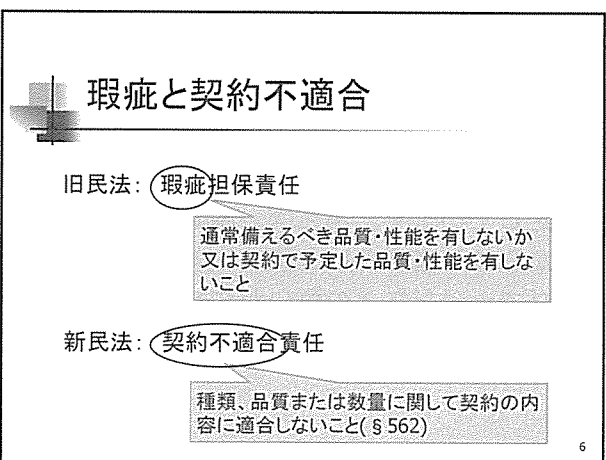 瑕疵と契約不適合
旧民法: 瑕疵担保責任
通常備えるべき品質・性能を有しないか
又は契約で予定した品質・性能を有しな
いこと
新民法: 契約不適合責任
種類、品質または数量に関して契約の内
容に適合しないこと(§562)
6